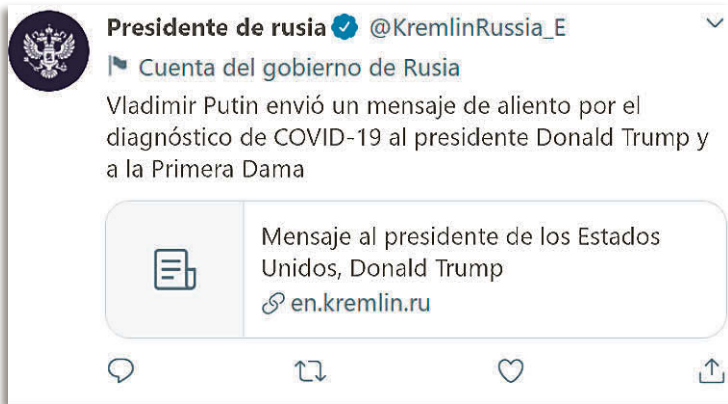 Presidente de rusia @KremlinRussia_E
Cuenta del gobierno de Rusia
Vladimir Putin envió un mensaje de aliento por el
diagnóstico de COVID-19 al presidente Donald Trump y
a la Primera Dama
Mensaje al presidente de los Estados
Unidos, Donald Trump
en.kremlin.ru